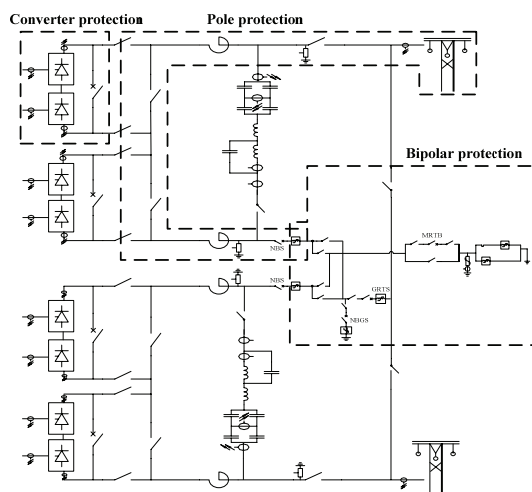 Converter protection
Pole protection
Bipolar protection
MRTB
NBS
NBS
GRTS
NBGS